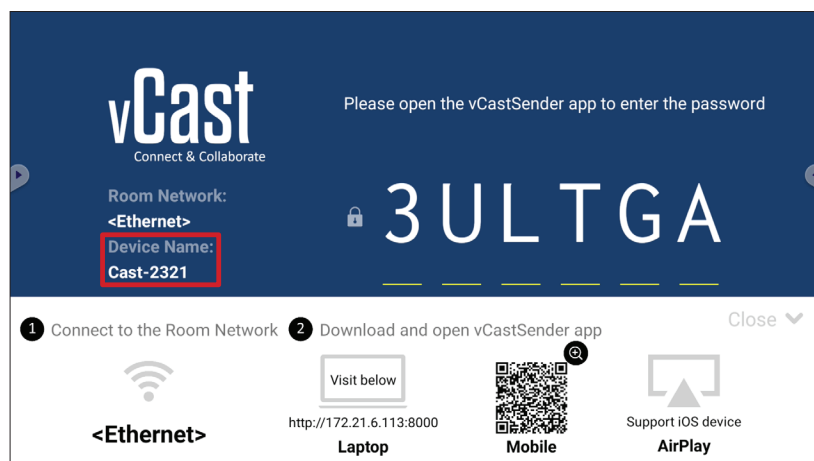 vCast
Connect & Collaborate
Please open the vCastSender app to enter the password
Room Network:
<Ethernet>
Device Name:
Cast-2321
3ULTGA
1 Connect to the Room Network
2 Download and open vCastSender app
Close
<Ethernet>
Visit below
http://172.21.6.113:8000
Laptop
Mobile
Support iOS device
AirPlay